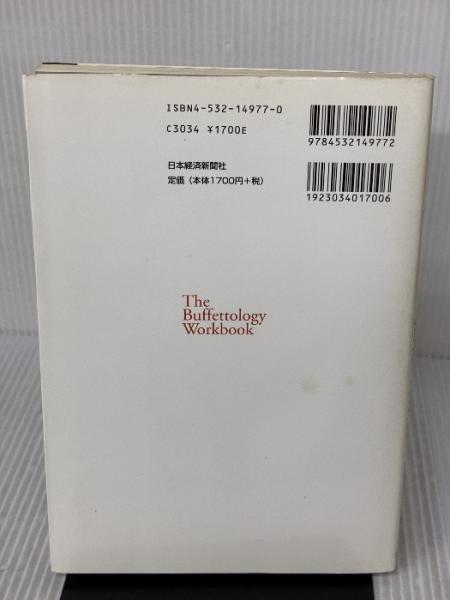 ISBN4-532-14977-0
C3034 ¥1700E
9784532149772
日本経済新聞社
定価(本体1700円+税)
1923034017006
The
Buffettology
Workbook